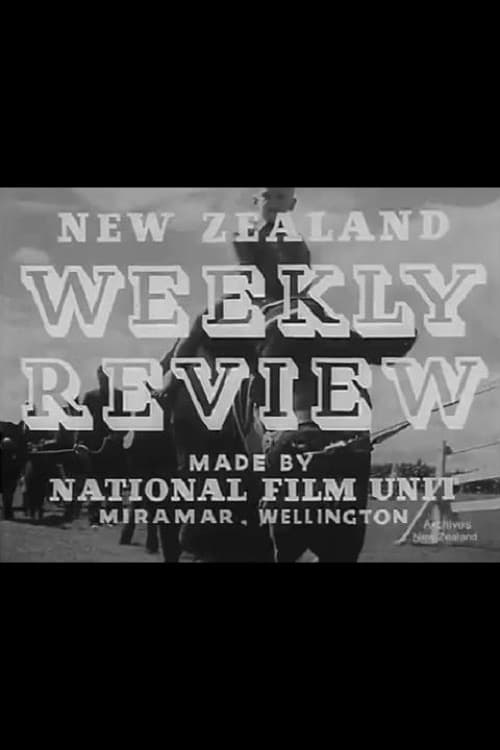 NEW ZEALAND
WEEKLY
REVIEW
MADE BY
NATIONAL FILM UNIT
MIRAMAR, WELLINGTON
Archives
New Zealand